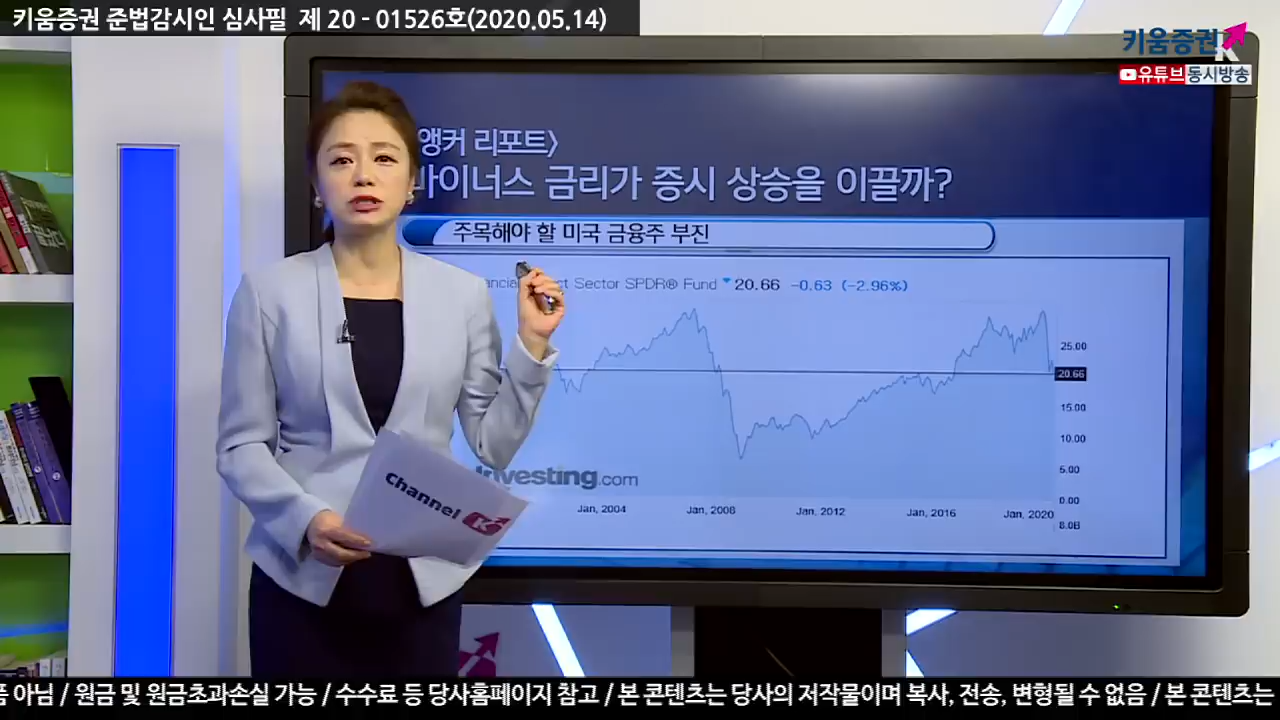 키움증권 준법감시인 심사필 제 20 - 01526호(2020.05.14)
키움증권
K
유튜브 동시방송
앵커 리포트〉
마이너스 금리가 증시 상승을 이끌까?
주목해야 할 미국 금융주 부진
Sector SPDR® Fund 20.66 -0.63 (-2.96%)
25.00
20.66
15.00
10.00
5.00
0.00
8.0B
Investing.com
Jan, 2004 Jan, 2008 Jan, 2012 Jan, 2016 Jan, 2020
Channel K
아님 / 원금 및 원금초과손실 가능 / 수수료 등 당사홈페이지 참고 / 본 콘텐츠는 당사의 저작물이며 복사, 전송, 변형될 수 없음 / 본 콘텐츠는